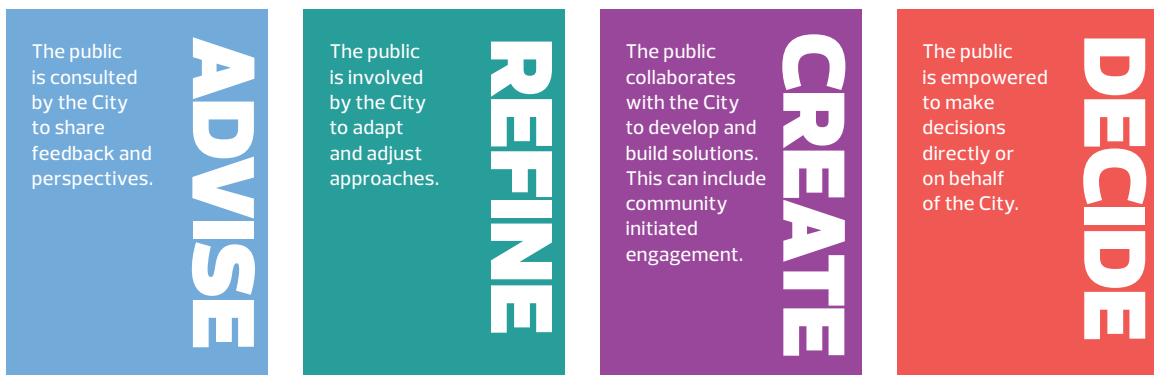 The public
is consulted
by the City
to share
feedback and
perspectives.
ADVISE
The public
is involved
by the City
to adapt
and adjust
approaches.
REFINE
The public
collaborates
with the City
to develop and
build solutions.
This can include
community
initiated
engagement.
CREATE
The public
is empowered
to make
decisions
directly or
on behalf
of the City.
DECIDE